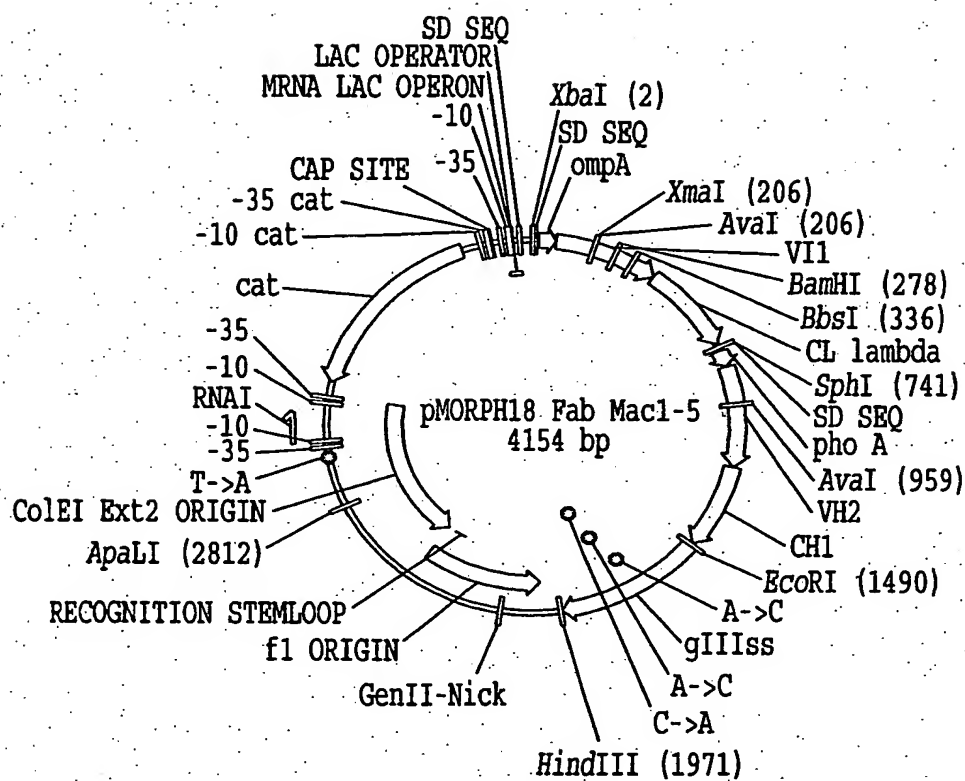 SD SEQ
LAC OPERATOR
MRNA LAC OPERON
-10
-35
CAP SITE
-35 cat
-10 cat
cat
-35
-10
RNAI
-10
-35
T->A
ColEI Ext2 ORIGIN
ApaLI (2812)
RECOGNITION STEMLOOP
f1 ORIGIN
GenII-Nick
XbaI (2)
SD SEQ
ompA
XmaI (206)
AvaI (206)
Vl1
BamHI (278)
BbsI (336)
CL lambda
SphI (741)
SD SEQ
pho A
AvaI (959)
VH2
CH1
EcoRI (1490)
A->C
gIIIss
A->C
C->A
HindIII (1971)
pMORPH18 Fab Mac1-5
4154 bp